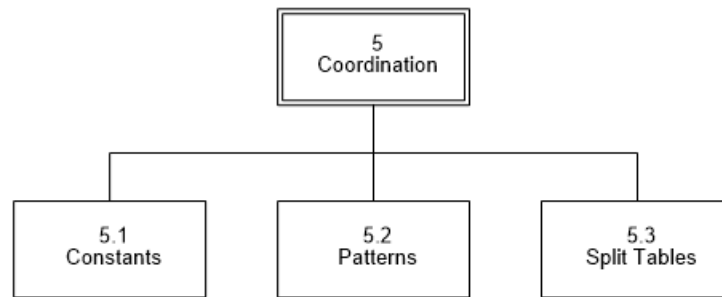 5
Coordination
5.1
Constants
5.2
Patterns
5.3
Split Tables